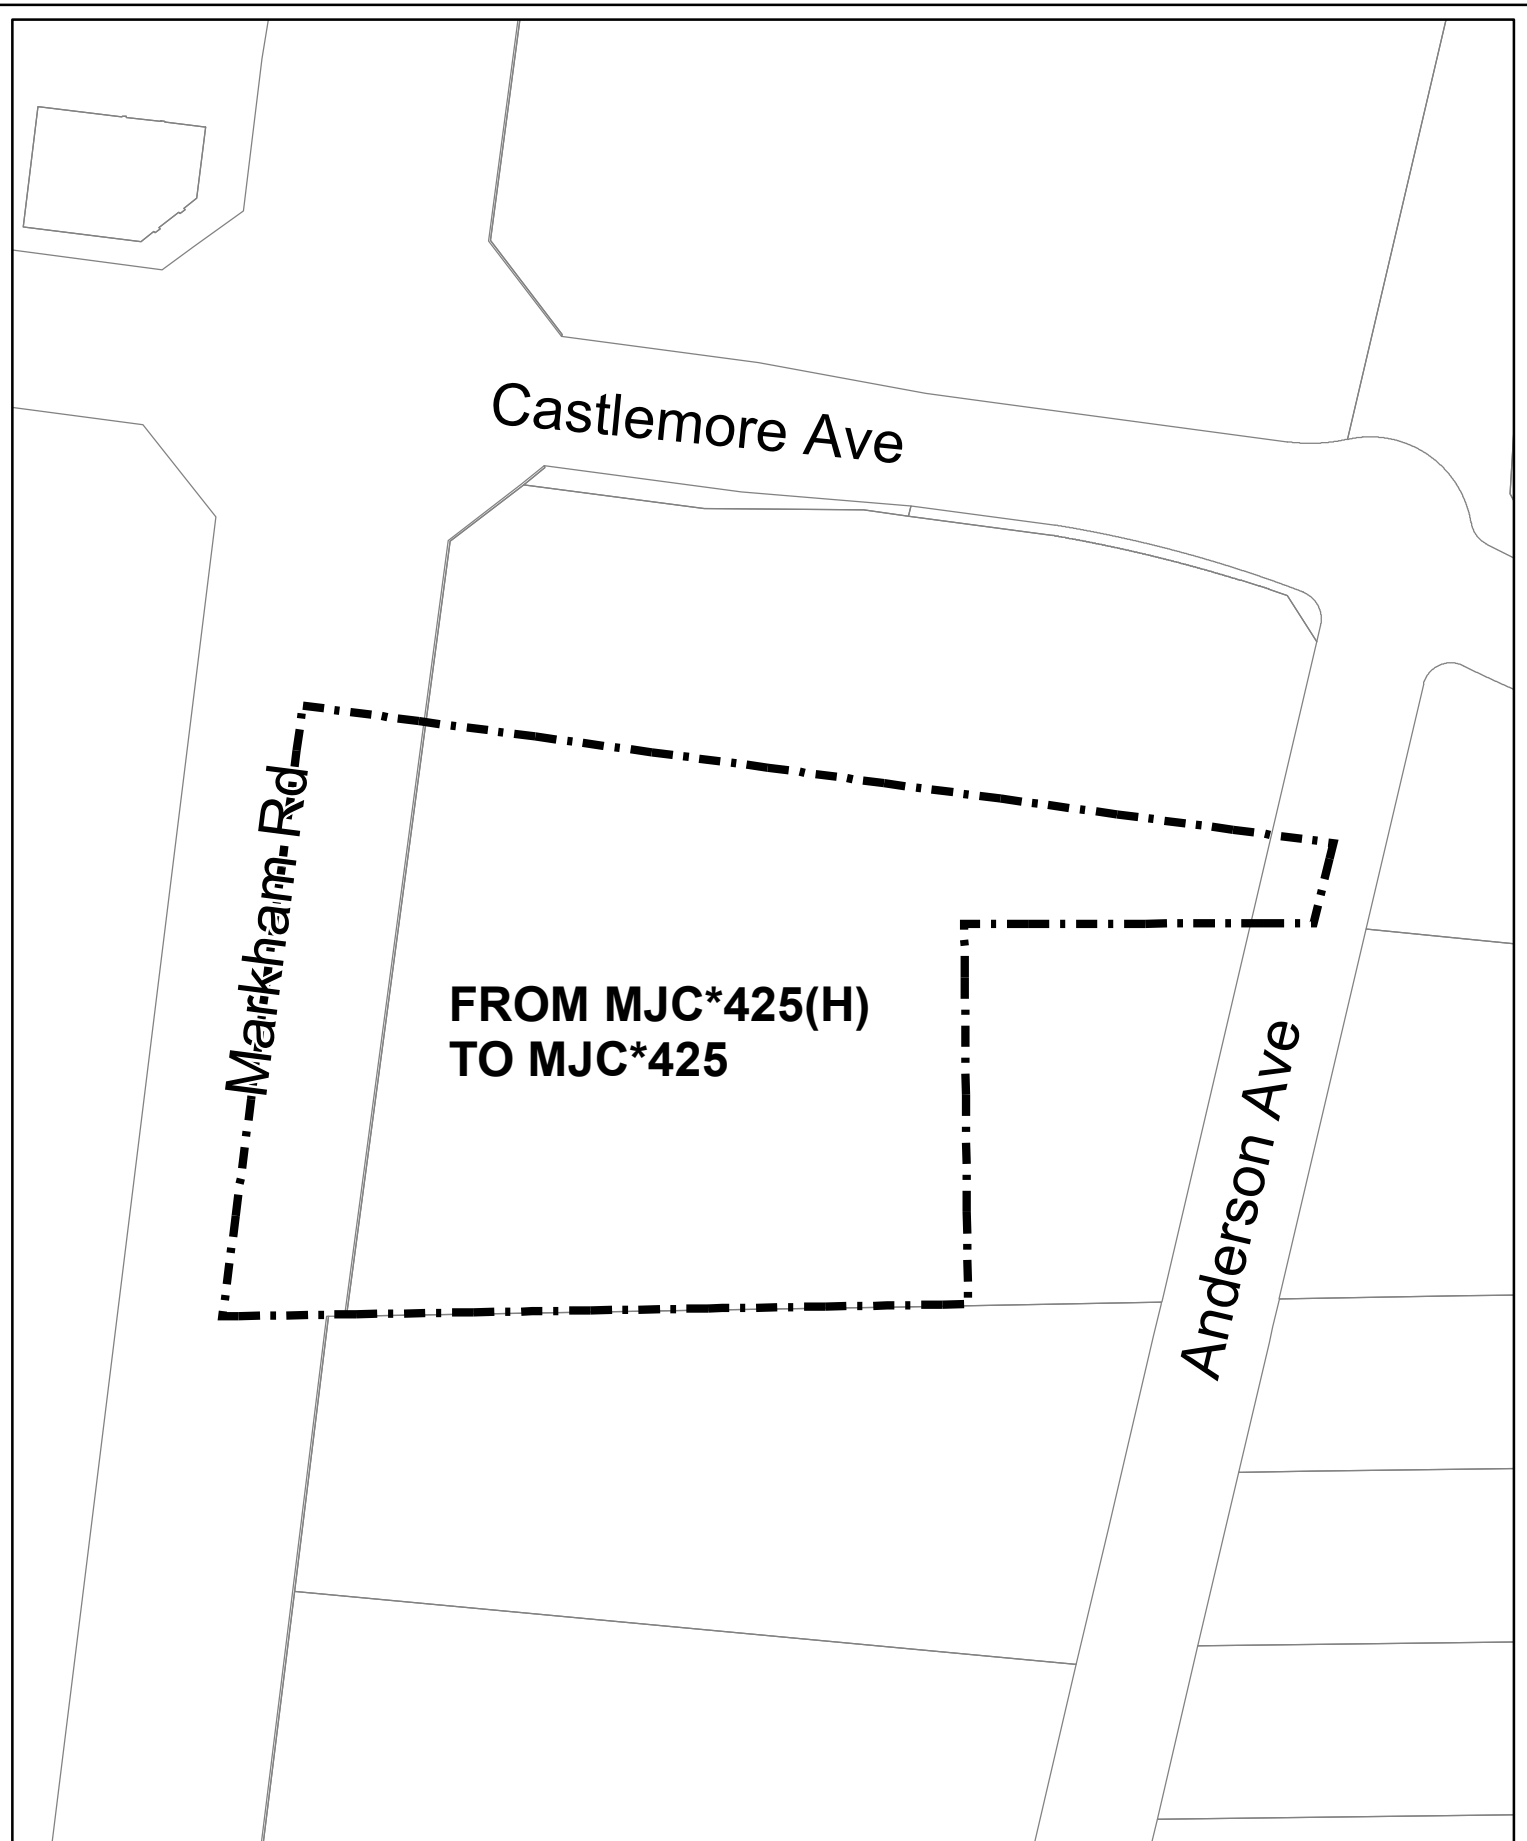 Castlemore Ave
Markham Rd
FROM MJC*425(H)
TO MJC*425
Anderson Ave